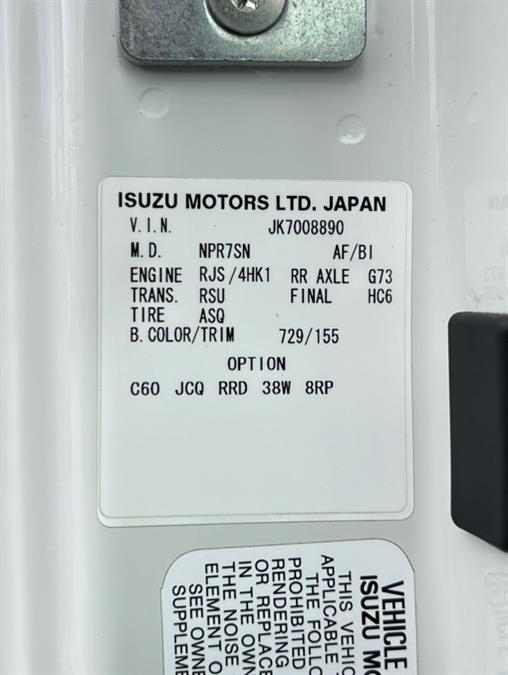 ISUZU MOTORS LTD. JAPAN
V.I.N. JK7008890
M.D. NPR7SN AF/BI
ENGINE RJS/4HK1 RR AXLE G73
TRANS. RSU FINAL HC6
TIRE ASQ
B.COLOR/TRIM 729/155
OPTION
C60 JCQ RRD 38W 8RP
VEHICLE
ISUZU MO
THIS VEHIC
APPLICABLE
THE FOLLO
PROHIBITED
RENDERING
OR REPLACE
IN THE OWN
THE NOISE
ELEMENT O
SEE OWNE
SUPPLEME